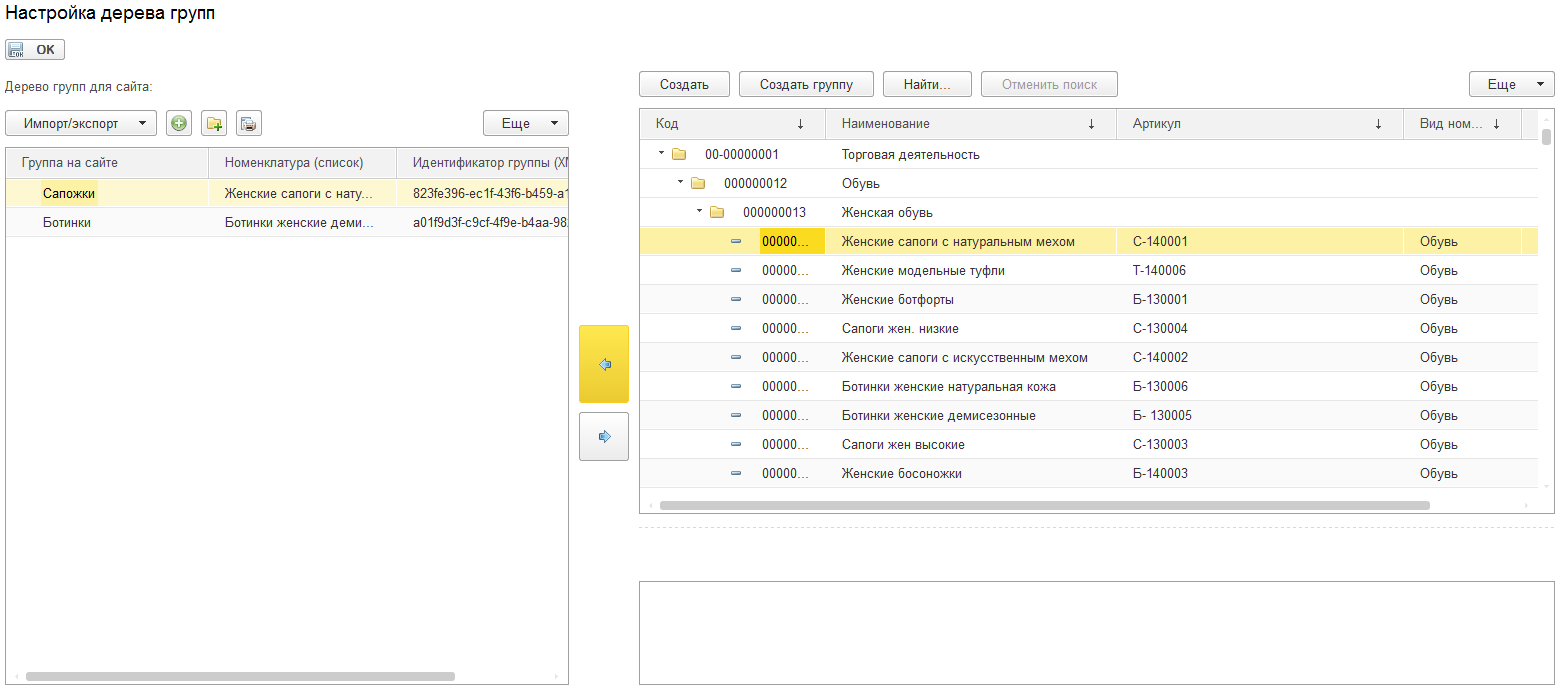 Настройка дерева групп
OK
Дерево групп для сайта:
Импорт/экспорт Еще
Группа на сайте Номенклатура (список) Идентификатор группы (XM
Сапожки Женские сапоги с нату... 823fe396-ec1f-43f6-b459-a1
Ботинки Ботинки женские деми... a01f9d3f-c9cf-4f9e-b4aa-982
Создать Создать группу Найти... Отменить поиск Еще
Код Наименование Артикул Вид ном...
00-00000001 Торговая деятельность
000000012 Обувь
000000013 Женская обувь
00000... Женские сапоги с натуральным мехом С-140001 Обувь
00000... Женские модельные туфли Т-140006 Обувь
00000... Женские ботфорты Б-130001 Обувь
00000... Сапоги жен. низкие С-130004 Обувь
00000... Женские сапоги с искусственным мехом С-140002 Обувь
00000... Ботинки женские натуральная кожа Б-130006 Обувь
00000... Ботинки женские демисезонные Б- 130005 Обувь
00000... Сапоги жен высокие С-130003 Обувь
00000... Женские босоножки Б-140003 Обувь